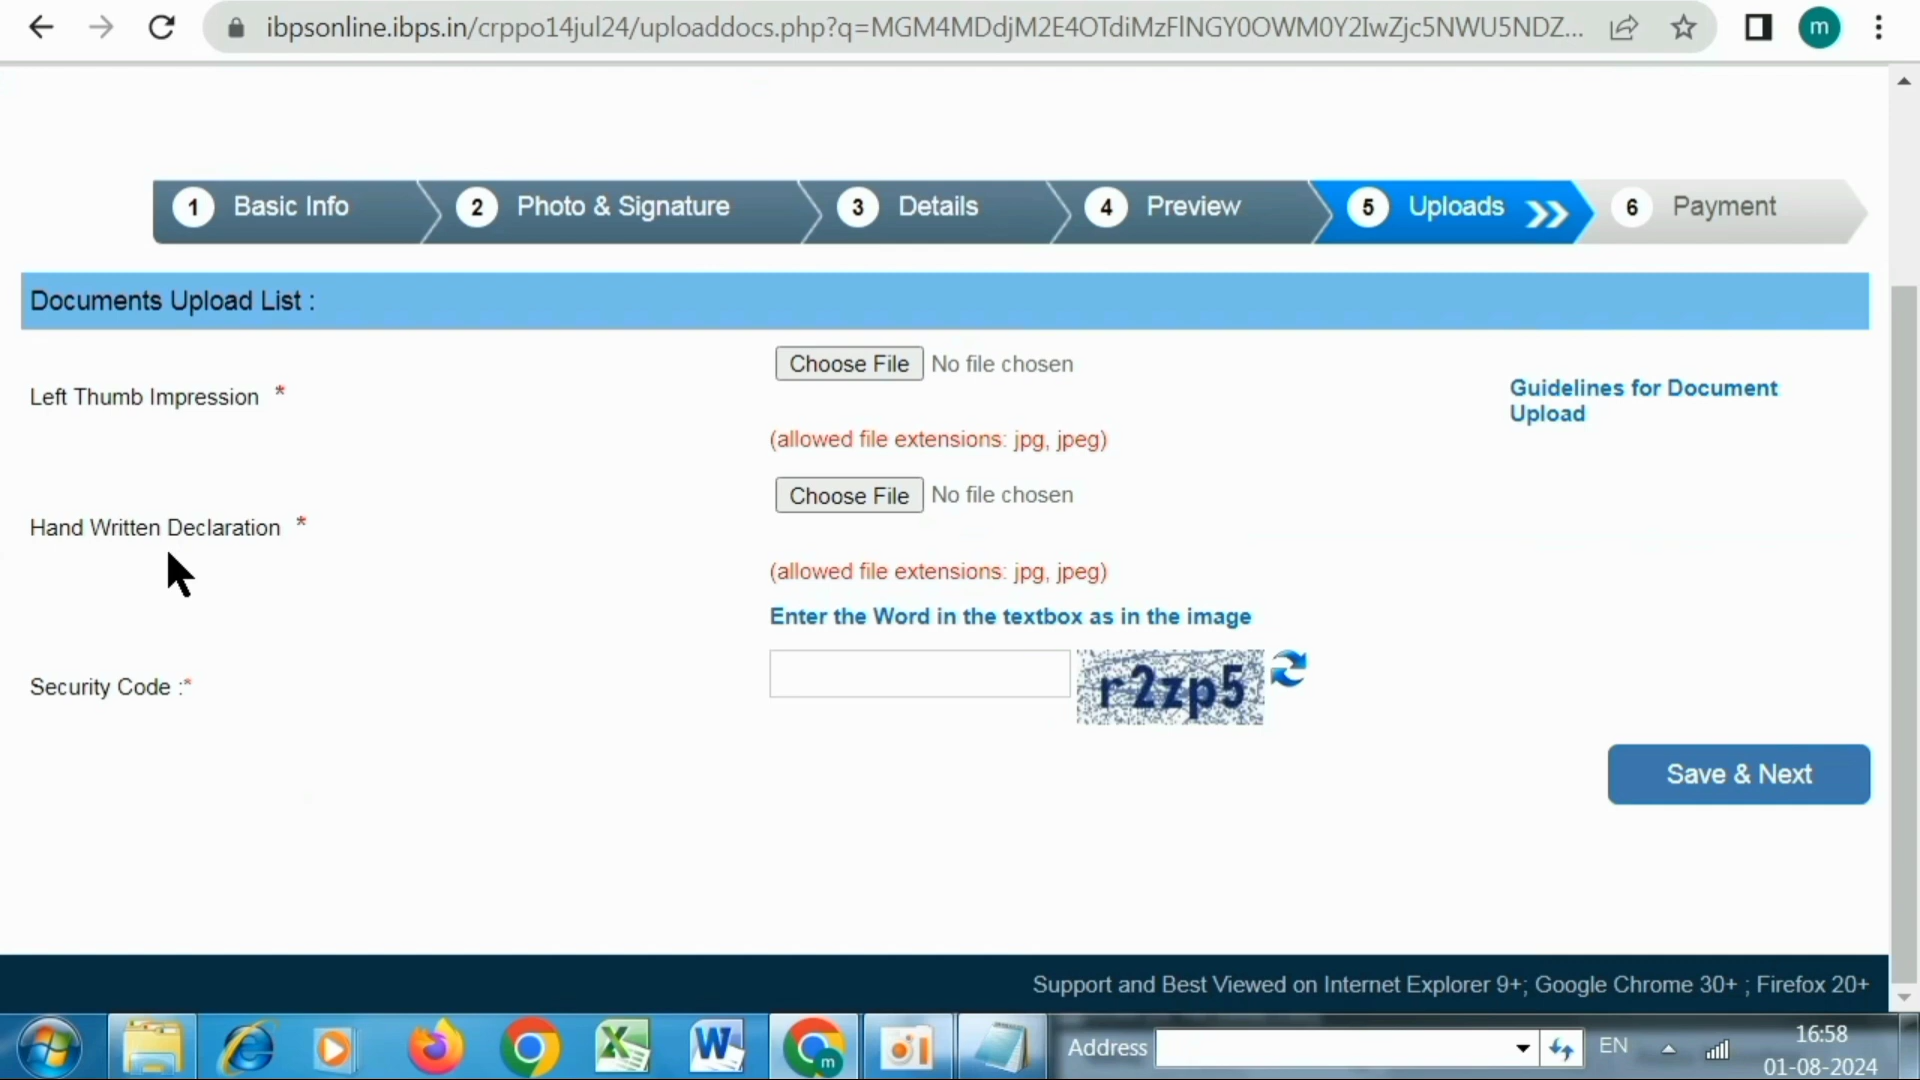 ibpsonline.ibps.in/crppo14jul24/uploaddocs.php?q=MGM4MDdjM2E4OTdiMzFlNGY0OWM0Y2IwZjc5NWU5NDZ...
m
1 Basic Info
2 Photo & Signature
3 Details
4 Preview
5 Uploads
6 Payment
Documents Upload List :
Left Thumb Impression *
Choose File No file chosen
(allowed file extensions: jpg, jpeg)
Guidelines for Document
Upload
Hand Written Declaration *
Choose File No file chosen
(allowed file extensions: jpg, jpeg)
Enter the Word in the textbox as in the image
Security Code :*
r2zp5
Save & Next
Support and Best Viewed on Internet Explorer 9+; Google Chrome 30+ ; Firefox 20+
m
Address
EN
16:58
01-08-2024